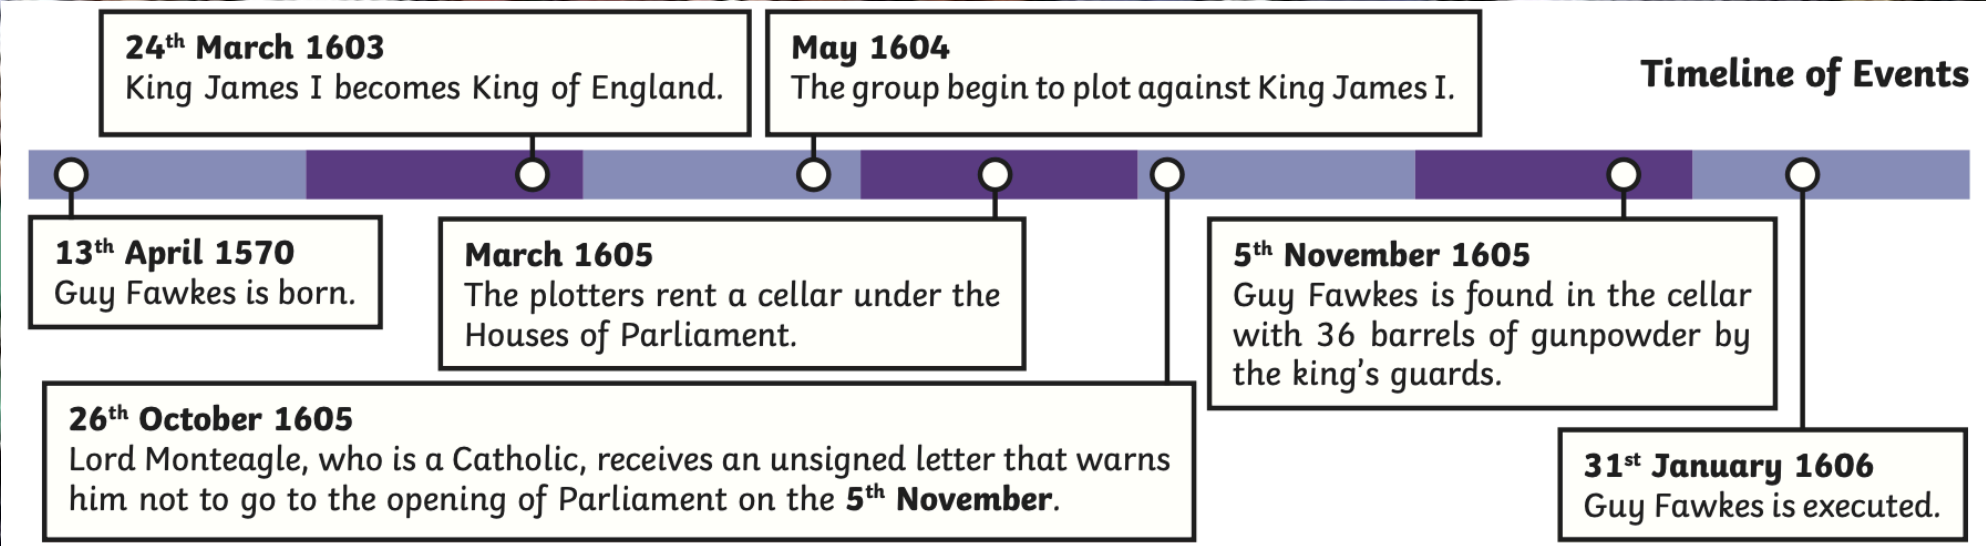 Timeline of Events
13th April 1570
Guy Fawkes is born.
24th March 1603
King James I becomes King of England.
May 1604
The group begin to plot against King James I.
March 1605
The plotters rent a cellar under the
Houses of Parliament.
26th October 1605
Lord Monteagle, who is a Catholic, receives an unsigned letter that warns
him not to go to the opening of Parliament on the 5th November.
5th November 1605
Guy Fawkes is found in the cellar
with 36 barrels of gunpowder by
the king's guards.
31st January 1606
Guy Fawkes is executed.